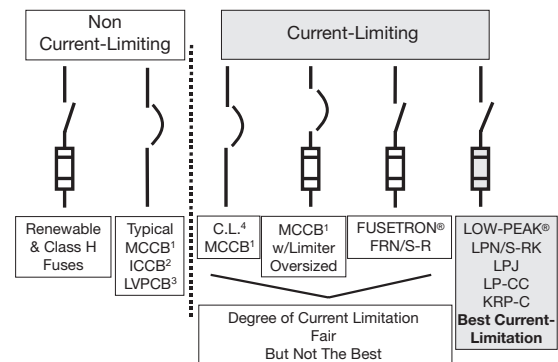 Non
Current-Limiting
Current-Limiting
Renewable
& Class H
Fuses
Typical
MCCB¹
ICCB²
LVPCB³
C.L.⁴
MCCB¹
MCCB¹
w/Limiter
Oversized
FUSETRON®
FRN/S-R
LOW-PEAK®
LPN/S-RK
LPJ
LP-CC
KRP-C
Best Current-
Limitation
Degree of Current Limitation
Fair
But Not The Best